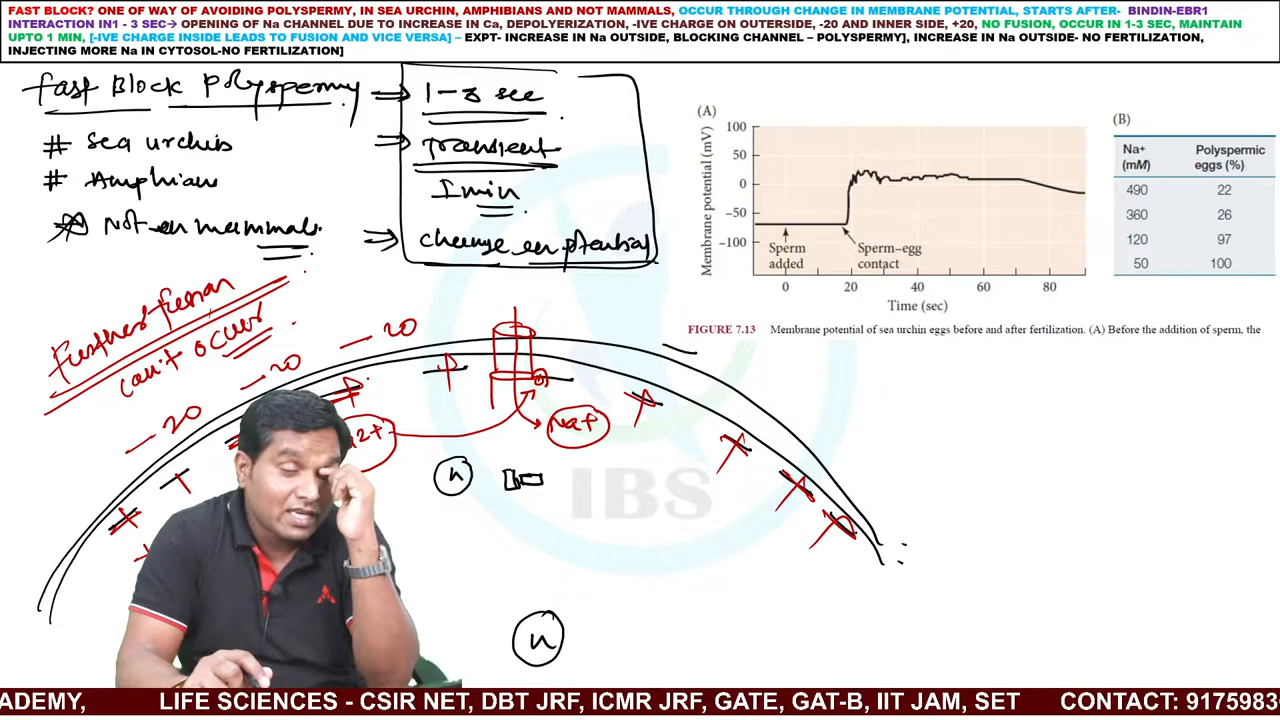 FAST BLOCK? ONE OF WAY OF AVOIDING POLYSPERMY, IN SEA URCHIN, AMPHIBIANS AND NOT MAMMALS, OCCUR THROUGH CHANGE IN MEMBRANE POTENTIAL, STARTS AFTER- BINDIN-EBR1
INTERACTION IN1 - 3 SEC→ OPENING OF Na CHANNEL DUE TO INCREASE IN Ca, DEPOLYERIZATION, -IVE CHARGE ON OUTERSIDE, -20 AND INNER SIDE, +20, NO FUSION, OCCUR IN 1-3 SEC, MAINTAIN
UPTO 1 MIN, [-IVE CHARGE INSIDE LEADS TO FUSION AND VICE VERSA] – EXPT- INCREASE IN Na OUTSIDE, BLOCKING CHANNEL – POLYSPERMY], INCREASE IN Na OUTSIDE- NO FERTILIZATION,
INJECTING MORE Na IN CYTOSOL-NO FERTILIZATION]
fast Block polyspermy ⇒ 1-3 sec
# sea urchin ⇒ transient
# Amphian 1 min
Not en mammals. ⇒ change en potential
Further fusion
can't occur
-20
-20
-20
2+
Na+
n
n
IBS
(A)
Membrane potential (mV)
100
50
0
−50
−100
Sperm added
Sperm–egg contact
0 20 40 60 80
Time (sec)
(B)
Na+ (mM) Polyspermic eggs (%)
490 22
360 26
120 97
50 100
FIGURE 7.13 Membrane potential of sea urchin eggs before and after fertilization. (A) Before the addition of sperm, the
ADEMY, LIFE SCIENCES - CSIR NET, DBT JRF, ICMR JRF, GATE, GAT-B, IIT JAM, SET CONTACT: 9175983